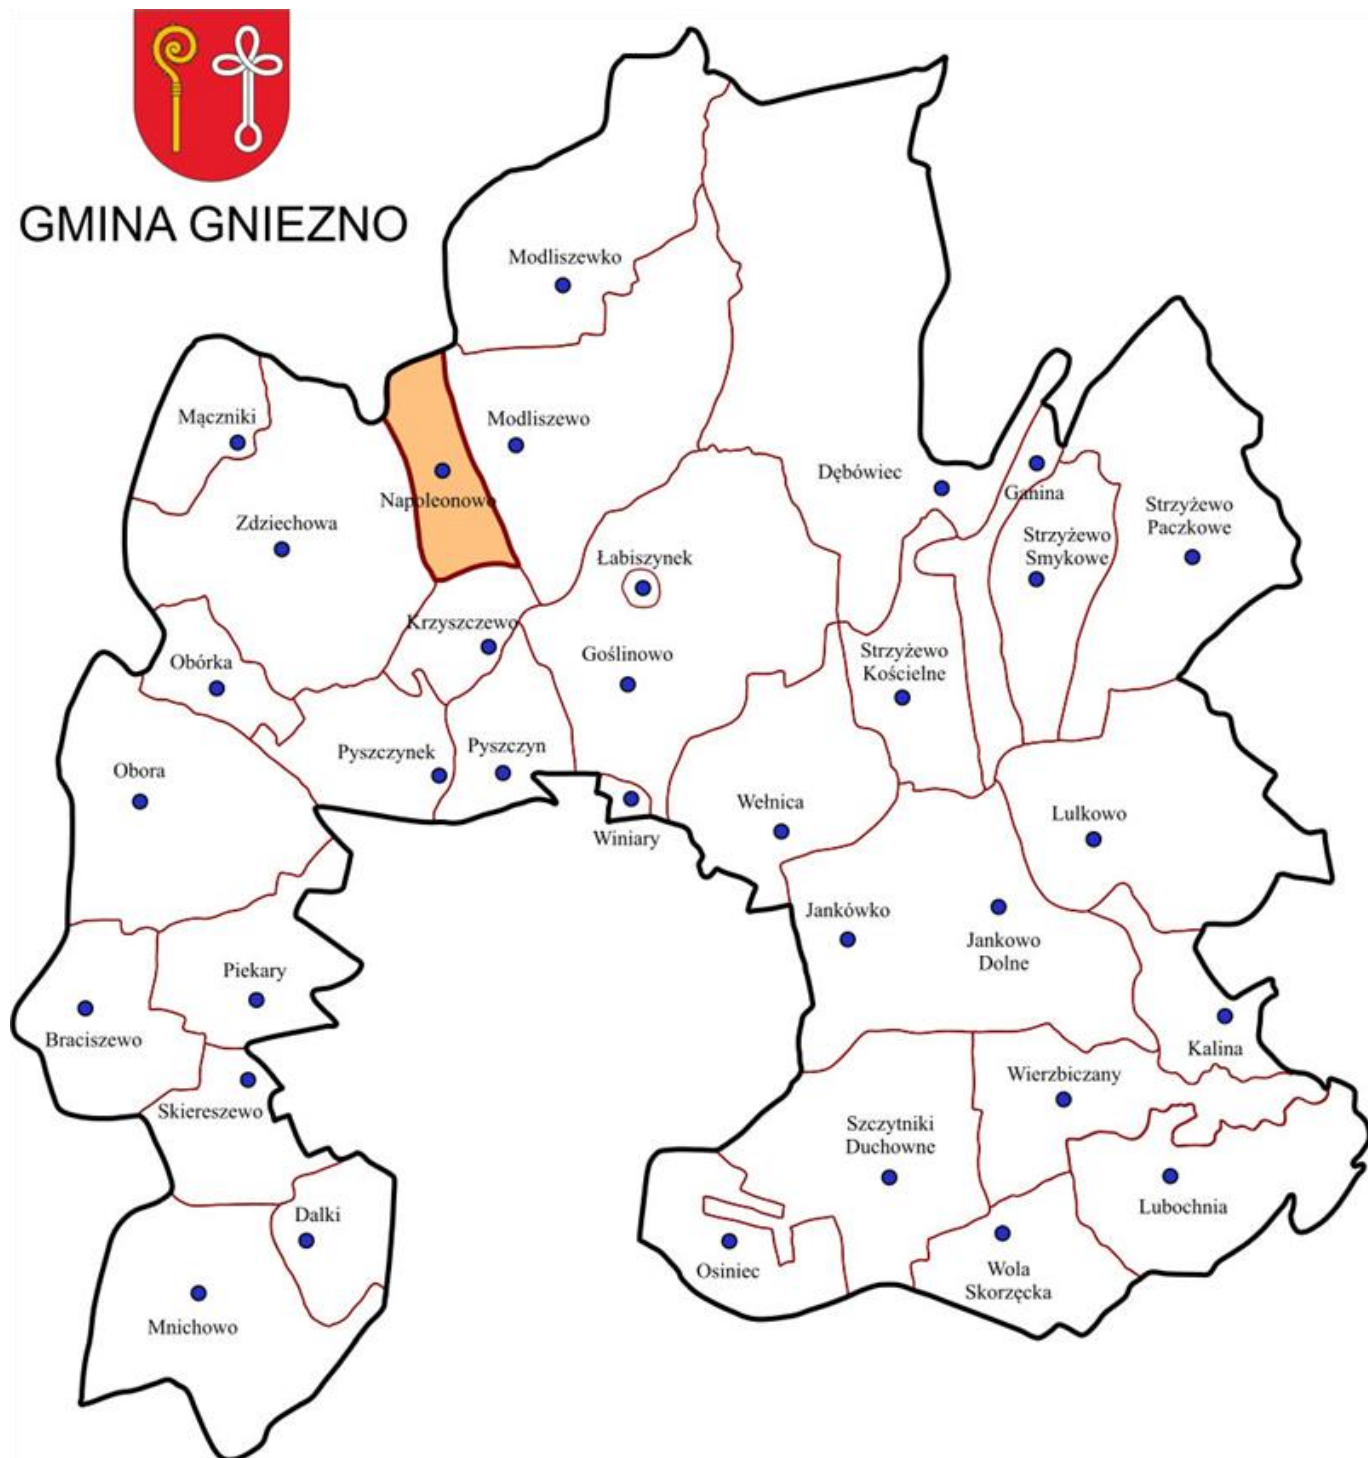 GMINA GNIEZNO
Modliszewko
Mączniki
Modliszewo
Napoleonowo
Zdziechowa
Dębówiec
Ganina
Strzyżewo
Paczkowe
Strzyżewo
Smykowe
Łabiszynek
Krzyszczewo
Goślinowo
Obórka
Strzyżewo
Kościelne
Pyszczynek
Pyszczyn
Obora
Winiary
Wełnica
Lulkowo
Jankówko
Jankowo
Dolne
Piekary
Braciszewo
Kalina
Skiereszewo
Wierzbiczany
Szczytniki
Duchowne
Lubochnia
Dalki
Osiniec
Wola
Skorzęcka
Mnichowo